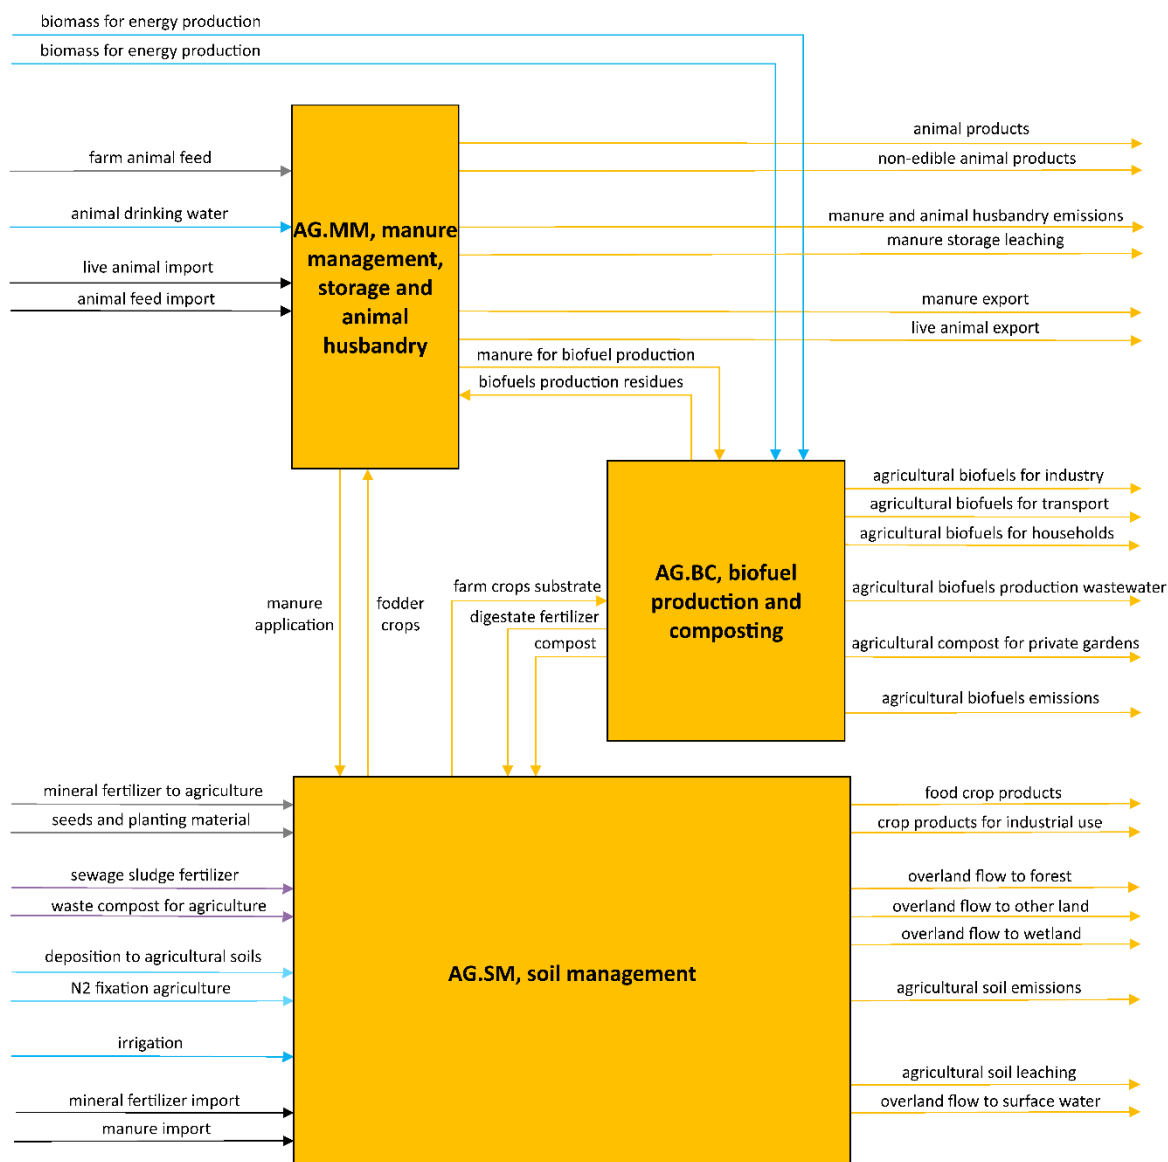 biomass for energy production
biomass for energy production
animal products
farm animal feed
non-edible animal products
animal drinking water
manure and animal husbandry emissions
AG.MM, manure
management,
storage and
animal
husbandry
manure storage leaching
live animal import
animal feed import
manure export
live animal export
manure for biofuel production
biofuels production residues
agricultural biofuels for industry
agricultural biofuels for transport
agricultural biofuels for households
AG.BC, biofuel
production and
composting
farm crops substrate
digestate fertilizer
compost
agricultural biofuels production wastewater
manure
application
fodder
crops
agricultural compost for private gardens
agricultural biofuels emissions
mineral fertilizer to agriculture
seeds and planting material
food crop products
crop products for industrial use
sewage sludge fertilizer
waste compost for agriculture
overland flow to forest
overland flow to other land
overland flow to wetland
deposition to agricultural soils
N2 fixation agriculture
AG.SM, soil management
agricultural soil emissions
irrigation
agricultural soil leaching
overland flow to surface water
mineral fertilizer import
manure import